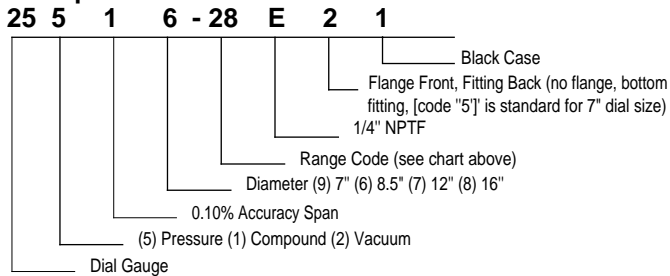 25 5 1 6 - 28 E 2 1
Black Case
Flange Front, Fitting Back (no flange, bottom
fitting, [code "5']' is standard for 7" dial size)
1/4" NPTF
Range Code (see chart above)
Diameter (9) 7" (6) 8.5" (7) 12" (8) 16"
0.10% Accuracy Span
(5) Pressure (1) Compound (2) Vacuum
Dial Gauge